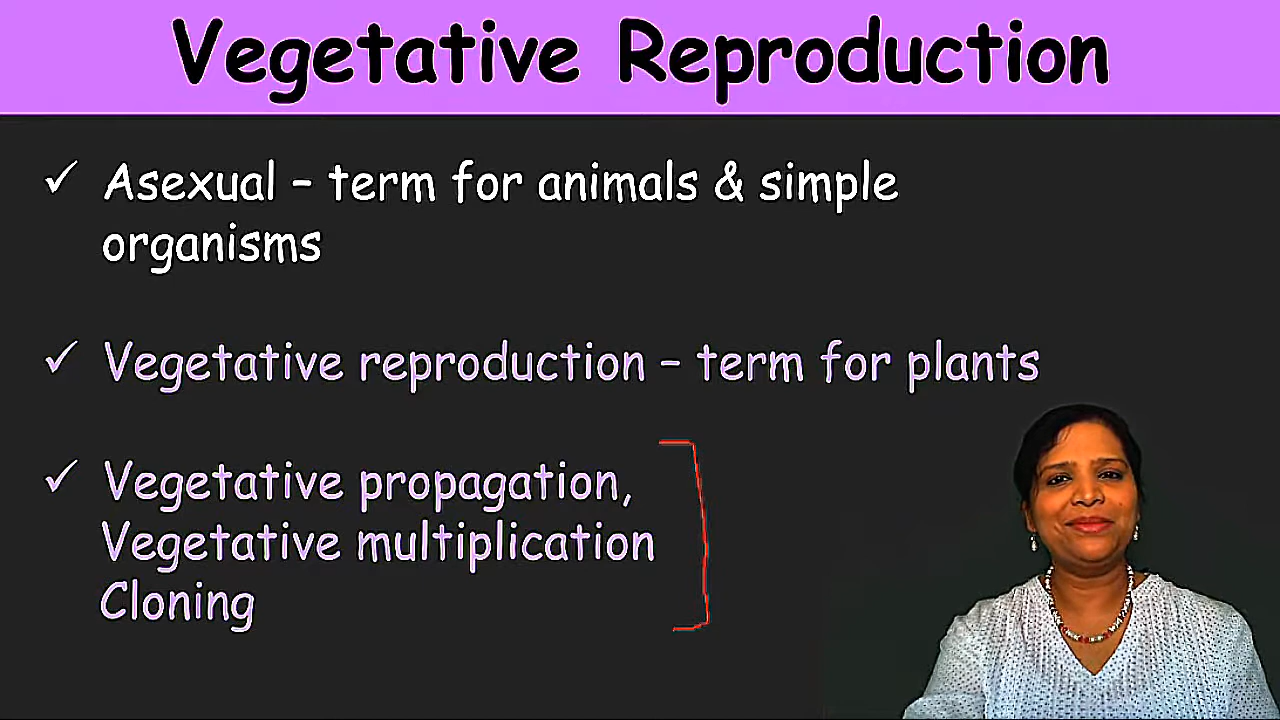 Vegetative Reproduction
✓ Asexual – term for animals & simple
organisms
✓ Vegetative reproduction – term for plants
✓ Vegetative propagation,
Vegetative multiplication
Cloning